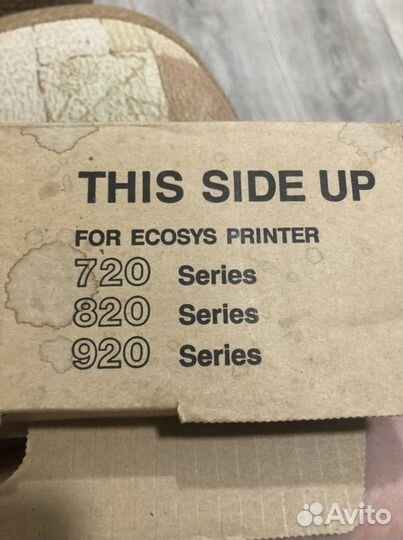 THIS SIDE UP
FOR ECOSYS PRINTER
720 Series
820 Series
920 Series
Avito